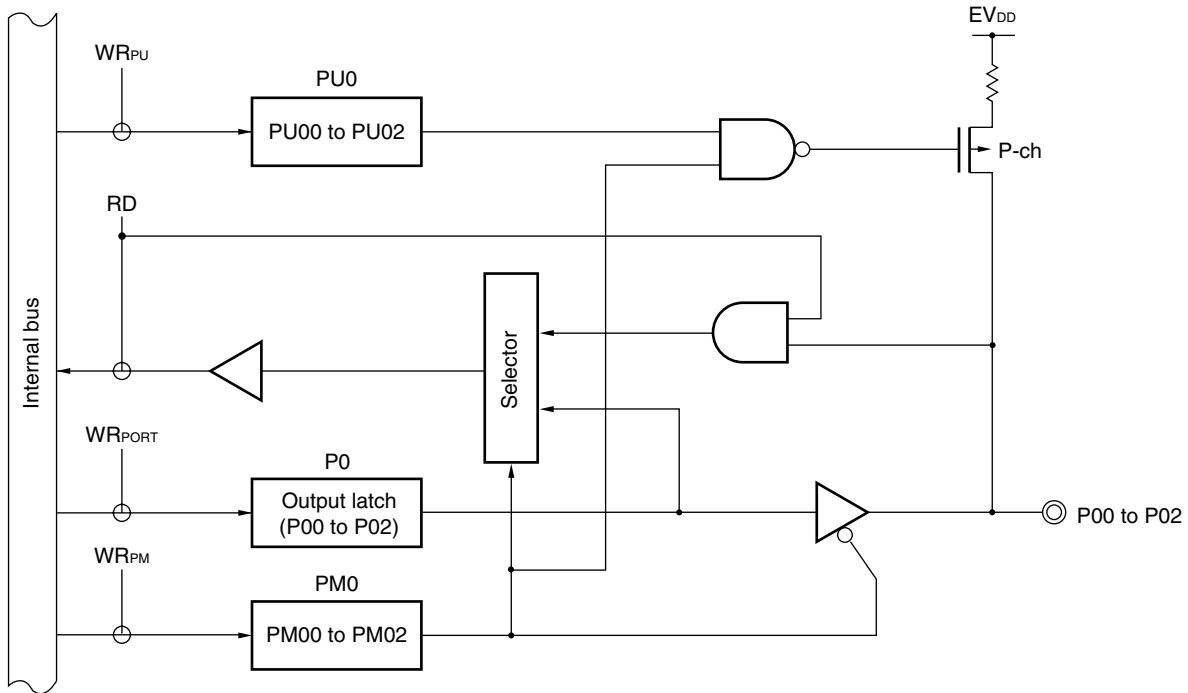 EVDD
WRPU
PU0
PU00 to PU02
P-ch
RD
Internal bus
Selector
WRPORT
P0
Output latch
(P00 to P02)
P00 to P02
WRPM
PM0
PM00 to PM02